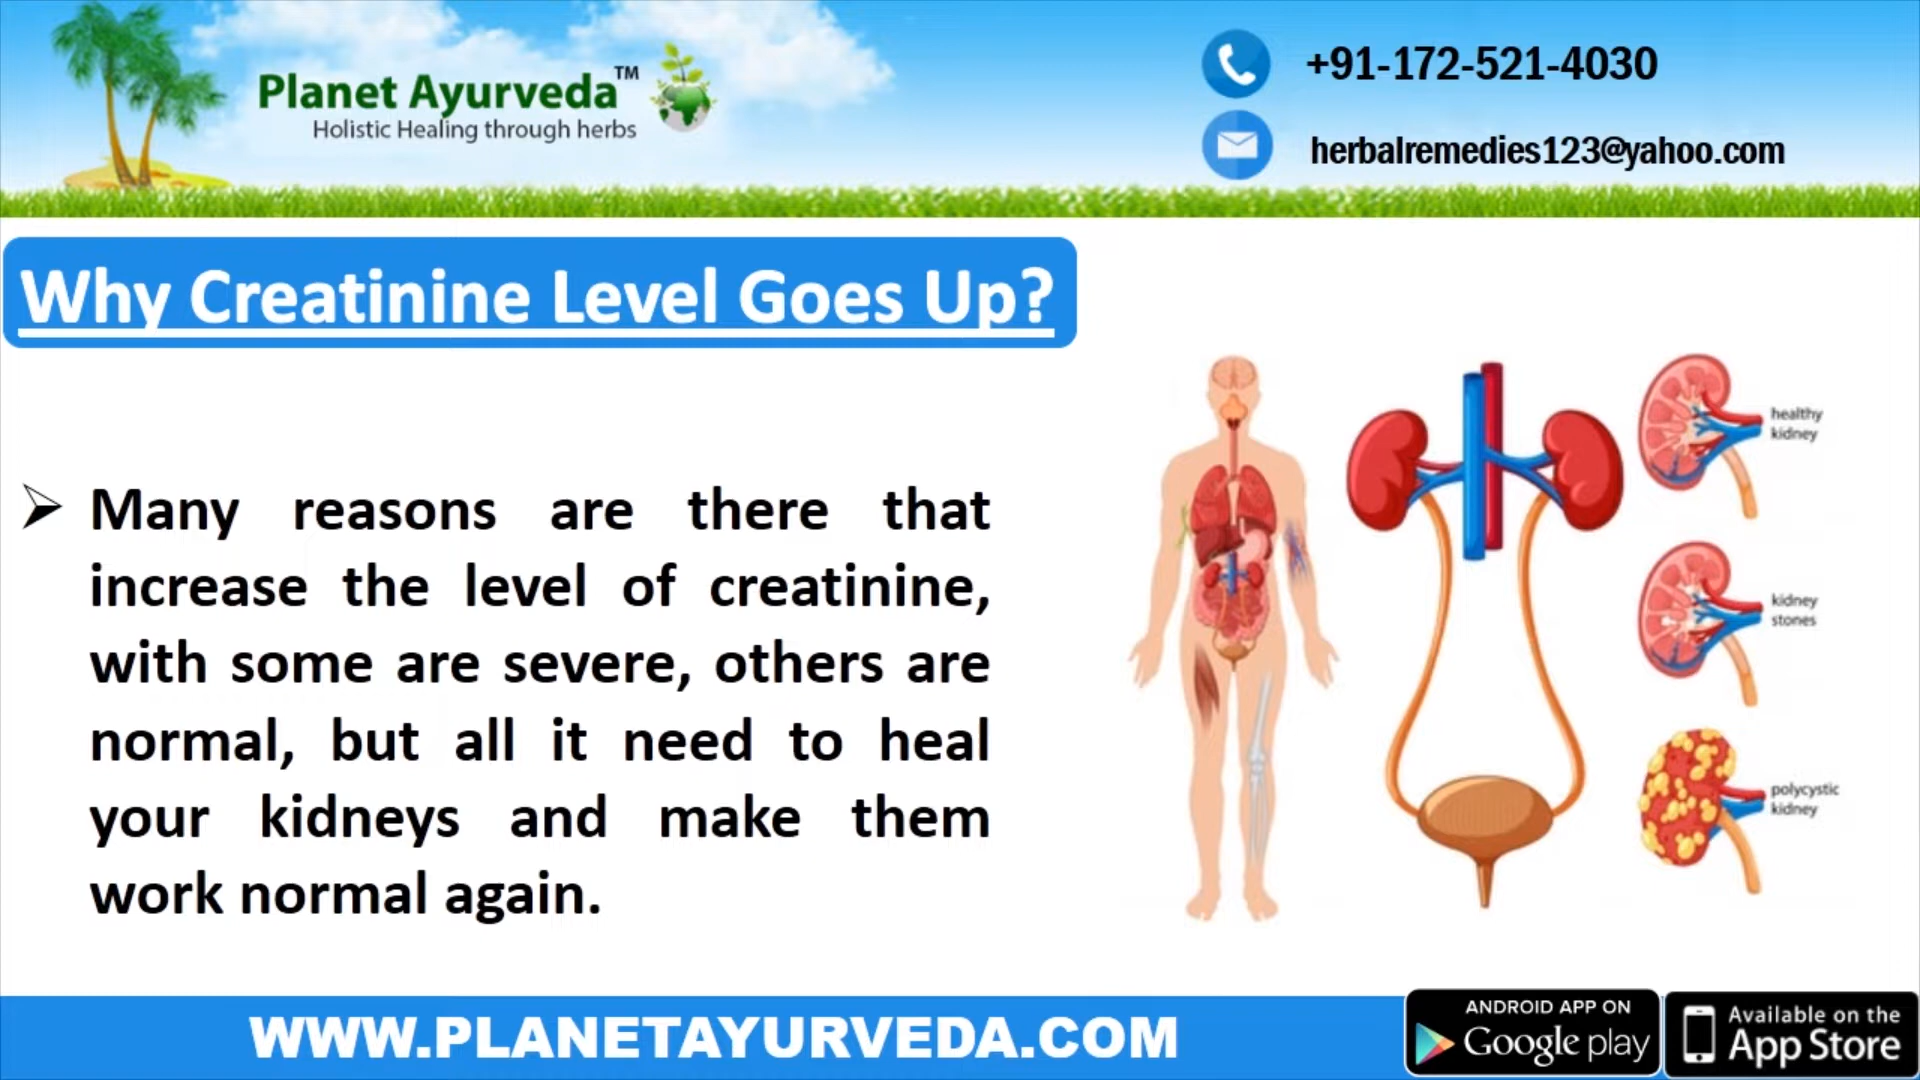 Planet Ayurveda™
Holistic Healing through herbs
+91-172-521-4030
herbalremedies123@yahoo.com
Why Creatinine Level Goes Up?
➢ Many reasons are there that
increase the level of creatinine,
with some are severe, others are
normal, but all it need to heal
your kidneys and make them
work normal again.
healthy
kidney
kidney
stones
polycystic
kidney
WWW.PLANETAYURVEDA.COM
ANDROID APP ON
Google play
Available on the
App Store